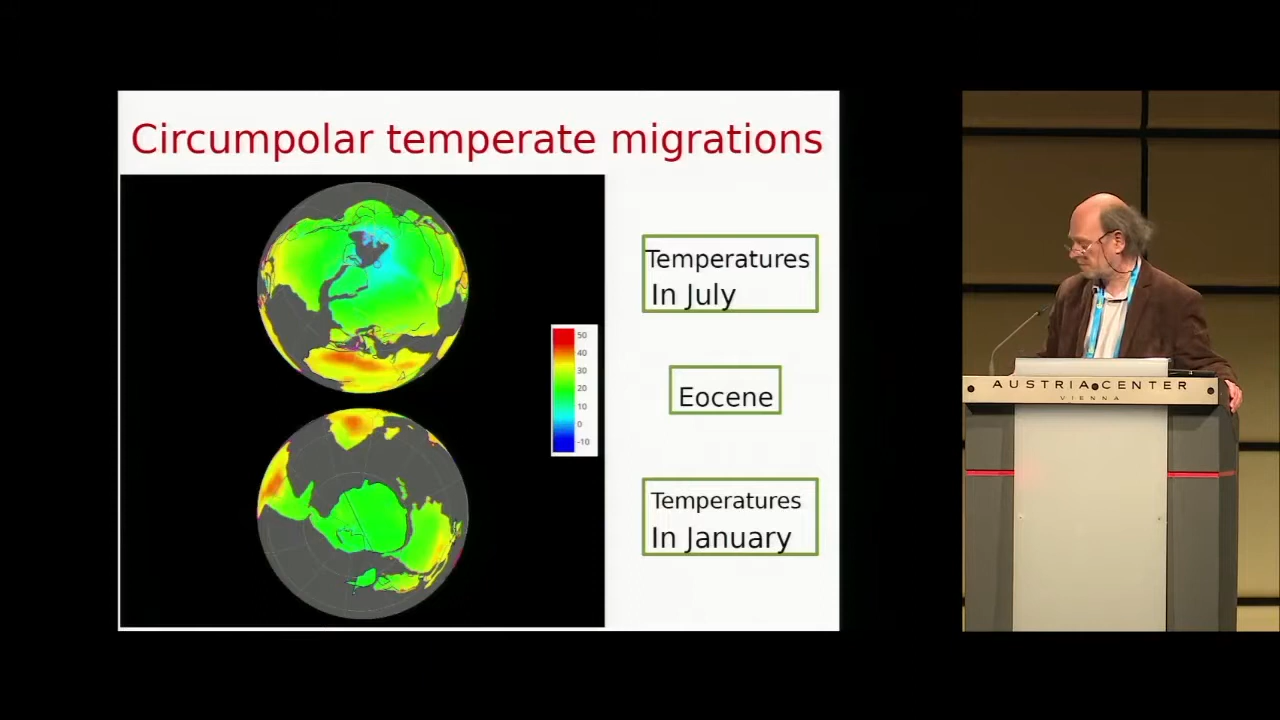 Circumpolar temperate migrations
Temperatures
In July
50
40
30
20
10
0
-10
Eocene
Temperatures
In January
AUSTRIA CENTER
VIENNA